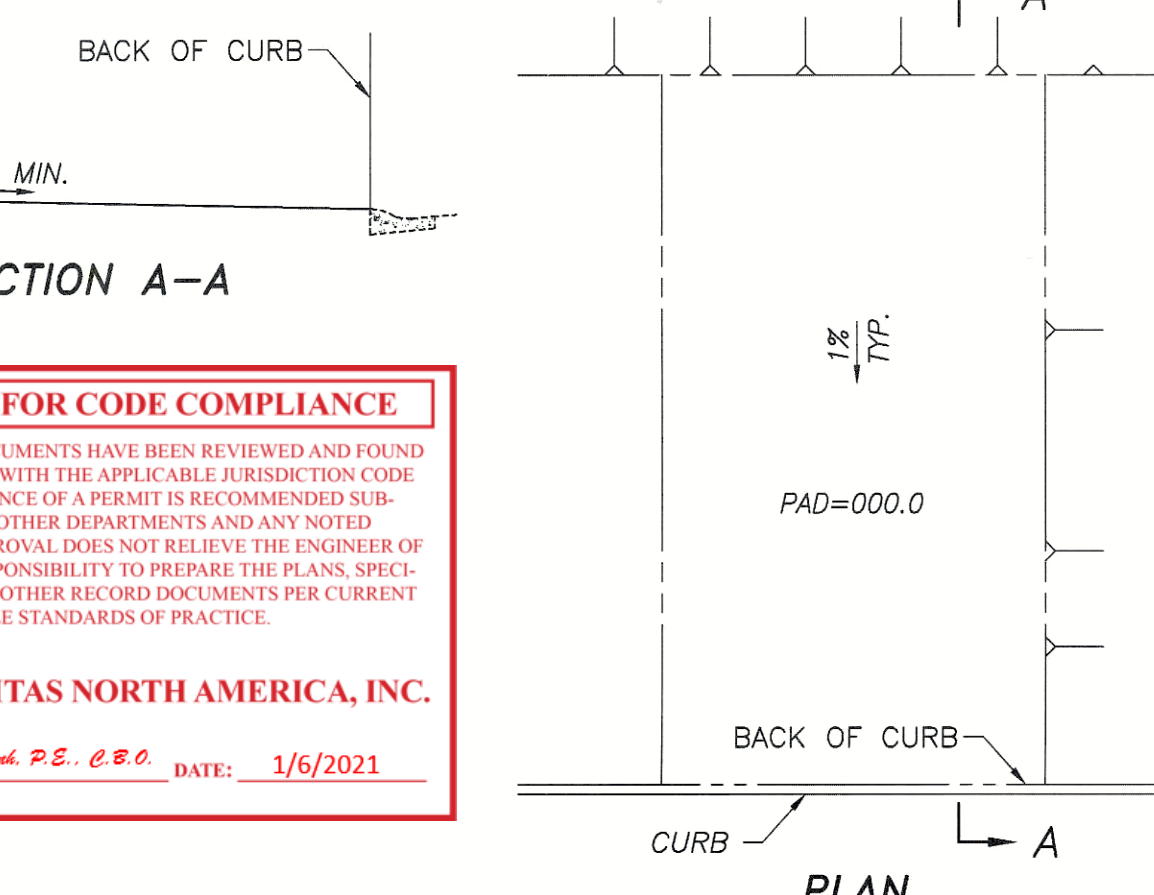 A
BACK OF CURB
MIN.
CTION A-A
1%
TYP.
FOR CODE COMPLIANCE
UMENTS HAVE BEEN REVIEWED AND FOUND
WITH THE APPLICABLE JURISDICTION CODE
NCE OF A PERMIT IS RECOMMENDED SUB-
OTHER DEPARTMENTS AND ANY NOTED
ROVAL DOES NOT RELIEVE THE ENGINEER OF
PONSIBILITY TO PREPARE THE PLANS, SPECI-
OTHER RECORD DOCUMENTS PER CURRENT
E STANDARDS OF PRACTICE.
ITAS NORTH AMERICA, INC.
P.E., C.B.O. DATE: 1/6/2021
PAD=000.0
BACK OF CURB
CURB
A
PLAN